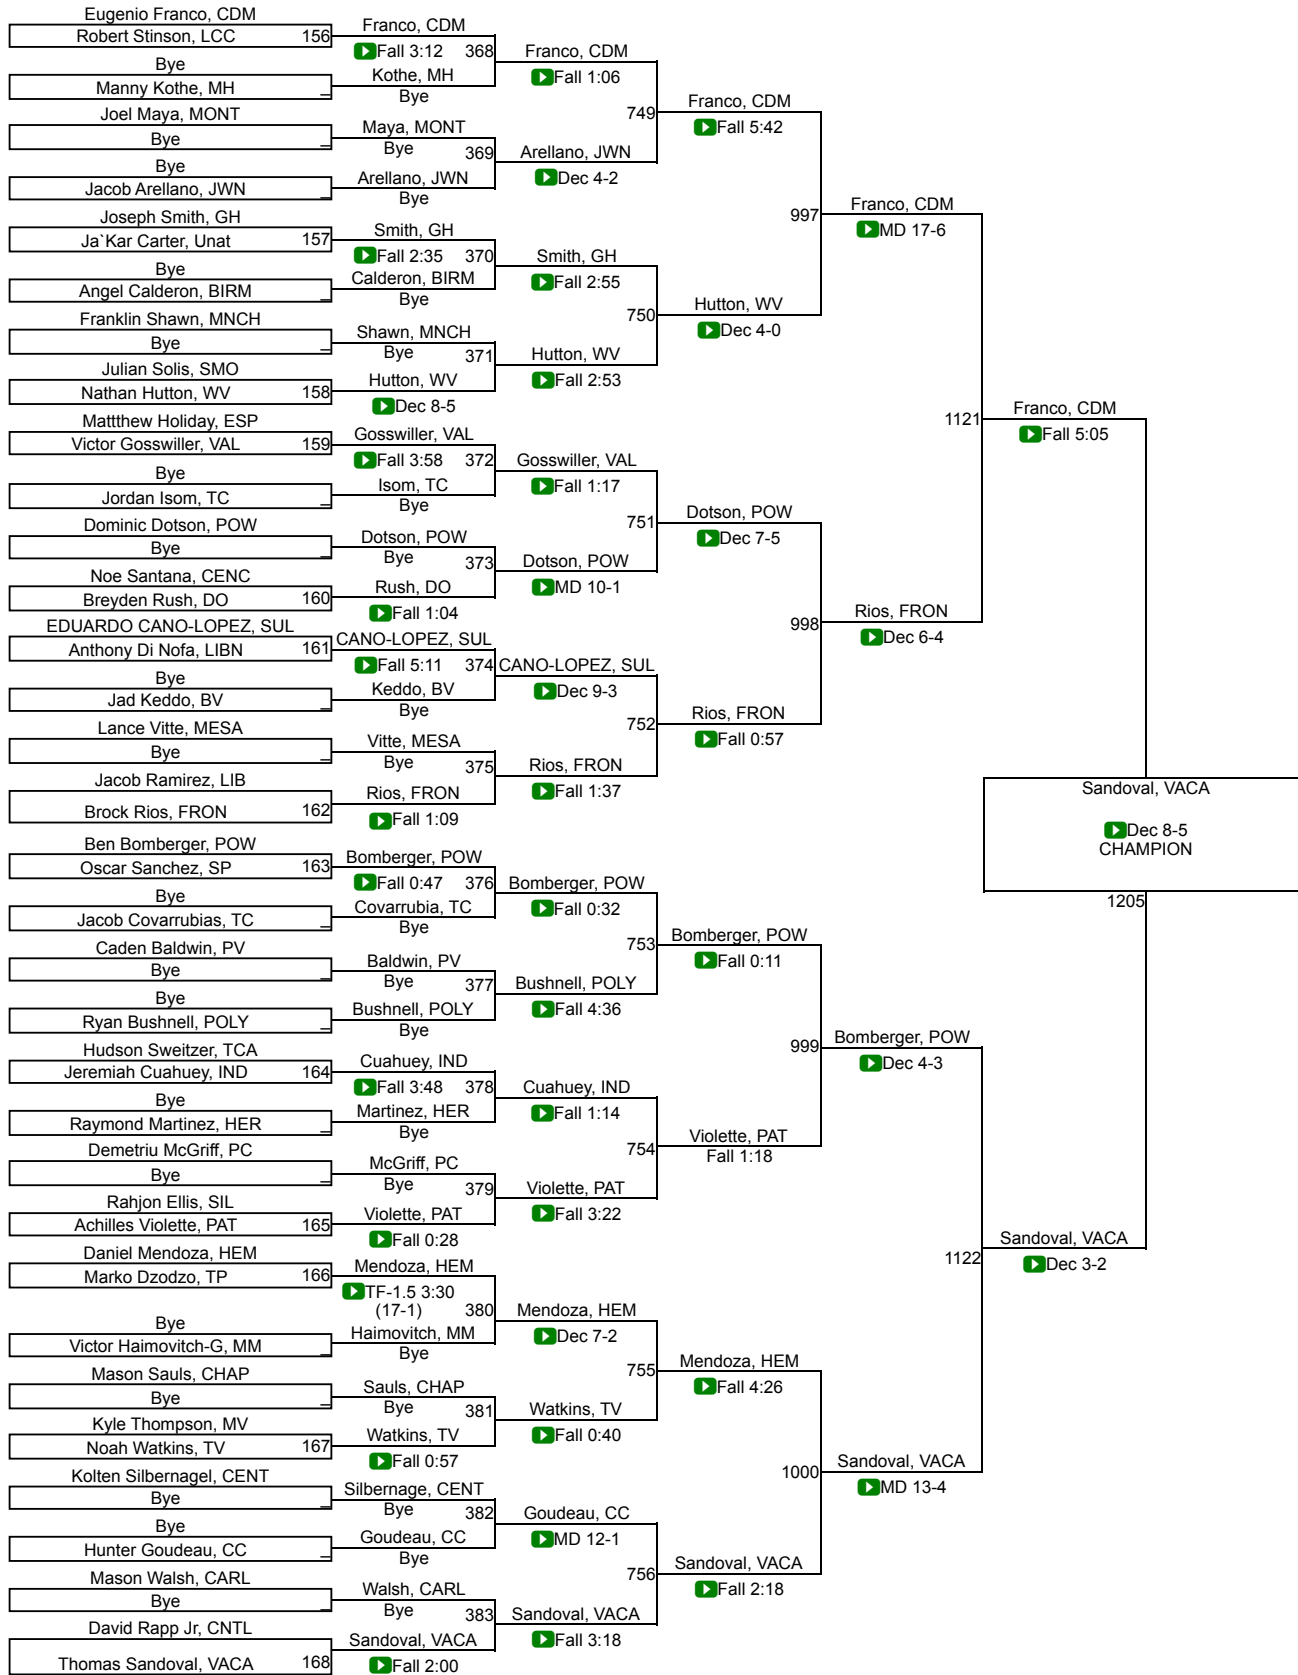 Eugenio Franco, CDM
Robert Stinson, LCC 156
Bye
Manny Kothe, MH _
Joel Maya, MONT
Bye _
Bye
Jacob Arellano, JWN _
Joseph Smith, GH
Ja`Kar Carter, Unat 157
Bye
Angel Calderon, BIRM _
Franklin Shawn, MNCH
Bye _
Julian Solis, SMO
Nathan Hutton, WV 158
Mattthew Holiday, ESP
Victor Gosswiller, VAL 159
Bye
Jordan Isom, TC _
Dominic Dotson, POW
Bye _
Noe Santana, CENC
Breyden Rush, DO 160
EDUARDO CANO-LOPEZ, SUL
Anthony Di Nofa, LIBN 161
Bye
Jad Keddo, BV _
Lance Vitte, MESA
Bye _
Jacob Ramirez, LIB
Brock Rios, FRON 162
Ben Bomberger, POW
Oscar Sanchez, SP 163
Bye
Jacob Covarrubias, TC _
Caden Baldwin, PV
Bye _
Bye
Ryan Bushnell, POLY _
Hudson Sweitzer, TCA
Jeremiah Cuahuey, IND 164
Bye
Raymond Martinez, HER _
Demetriu McGriff, PC
Bye _
Rahjon Ellis, SIL
Achilles Violette, PAT 165
Daniel Mendoza, HEM
Marko Dzodzo, TP 166
Bye
Victor Haimovitch-G, MM _
Mason Sauls, CHAP
Bye _
Kyle Thompson, MV
Noah Watkins, TV 167
Kolten Silbernagel, CENT
Bye _
Bye
Hunter Goudeau, CC _
Mason Walsh, CARL
Bye _
David Rapp Jr, CNTL
Thomas Sandoval, VACA 168
Franco, CDM
Fall 3:12 368
Kothe, MH
Bye
Maya, MONT
Bye 369
Arellano, JWN
Bye
Smith, GH
Fall 2:35 370
Calderon, BIRM
Bye
Shawn, MNCH
Bye 371
Hutton, WV
Dec 8-5
Gosswiller, VAL
Fall 3:58 372
Isom, TC
Bye
Dotson, POW
Bye 373
Rush, DO
Fall 1:04
CANO-LOPEZ, SUL
Fall 5:11 374
Keddo, BV
Bye
Vitte, MESA
Bye 375
Rios, FRON
Fall 1:09
Bomberger, POW
Fall 0:47 376
Covarrubia, TC
Bye
Baldwin, PV
Bye 377
Bushnell, POLY
Bye
Cuahuey, IND
Fall 3:48 378
Martinez, HER
Bye
McGriff, PC
Bye 379
Violette, PAT
Fall 0:28
Mendoza, HEM
TF-1.5 3:30
(17-1) 380
Haimovitch, MM
Bye
Sauls, CHAP
Bye 381
Watkins, TV
Fall 0:57
Silbernage, CENT
Bye 382
Goudeau, CC
Bye
Walsh, CARL
Bye 383
Sandoval, VACA
Fall 2:00
Franco, CDM
Fall 1:06
749
Arellano, JWN
Dec 4-2
Smith, GH
Fall 2:55
750
Hutton, WV
Fall 2:53
Gosswiller, VAL
Fall 1:17
751
Dotson, POW
MD 10-1
CANO-LOPEZ, SUL
Dec 9-3
752
Rios, FRON
Fall 1:37
Bomberger, POW
Fall 0:32
753
Bushnell, POLY
Fall 4:36
Cuahuey, IND
Fall 1:14
754
Violette, PAT
Fall 3:22
Mendoza, HEM
Dec 7-2
755
Watkins, TV
Fall 0:40
Goudeau, CC
MD 12-1
756
Sandoval, VACA
Fall 3:18
Franco, CDM
Fall 5:42
997
Hutton, WV
Dec 4-0
Dotson, POW
Dec 7-5
998
Rios, FRON
Fall 0:57
Bomberger, POW
Fall 0:11
999
Violette, PAT
Fall 1:18
Mendoza, HEM
Fall 4:26
1000
Sandoval, VACA
Fall 2:18
Franco, CDM
MD 17-6
1121
Rios, FRON
Dec 6-4
Bomberger, POW
Dec 4-3
1122
Sandoval, VACA
MD 13-4
Franco, CDM
Fall 5:05
Sandoval, VACA
Dec 3-2
Sandoval, VACA
Dec 8-5
CHAMPION
1205